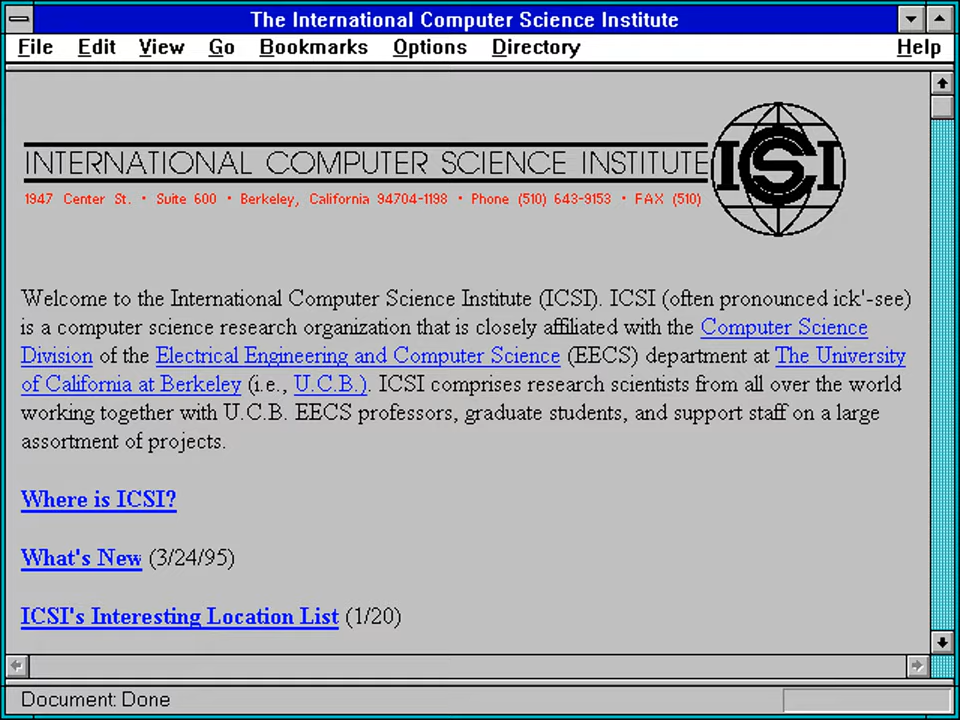 The International Computer Science Institute
File Edit View Go Bookmarks Options Directory Help
INTERNATIONAL COMPUTER SCIENCE INSTITUTE
ICSI
1947 Center St. • Suite 600 • Berkeley, California 94704-1198 • Phone (510) 643-9153 • FAX (510)
Welcome to the International Computer Science Institute (ICSI). ICSI (often pronounced ick'-see)
is a computer science research organization that is closely affiliated with the Computer Science
Division of the Electrical Engineering and Computer Science (EECS) department at The University
of California at Berkeley (i.e., U.C.B.). ICSI comprises research scientists from all over the world
working together with U.C.B. EECS professors, graduate students, and support staff on a large
assortment of projects.
Where is ICSI?
What's New (3/24/95)
ICSI's Interesting Location List (1/20)
Document: Done